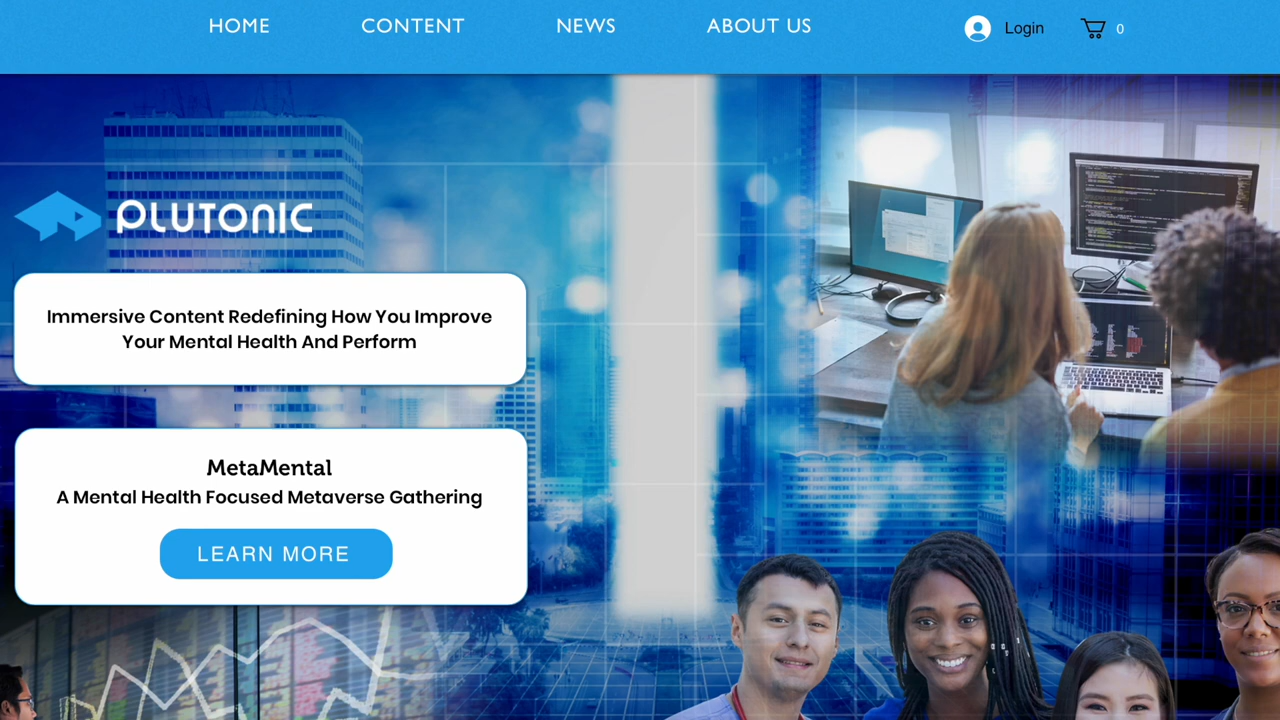 HOME
CONTENT
NEWS
ABOUT US
Login
0
PLUTONIC
Immersive Content Redefining How You Improve
Your Mental Health And Perform
MetaMental
A Mental Health Focused Metaverse Gathering
LEARN MORE